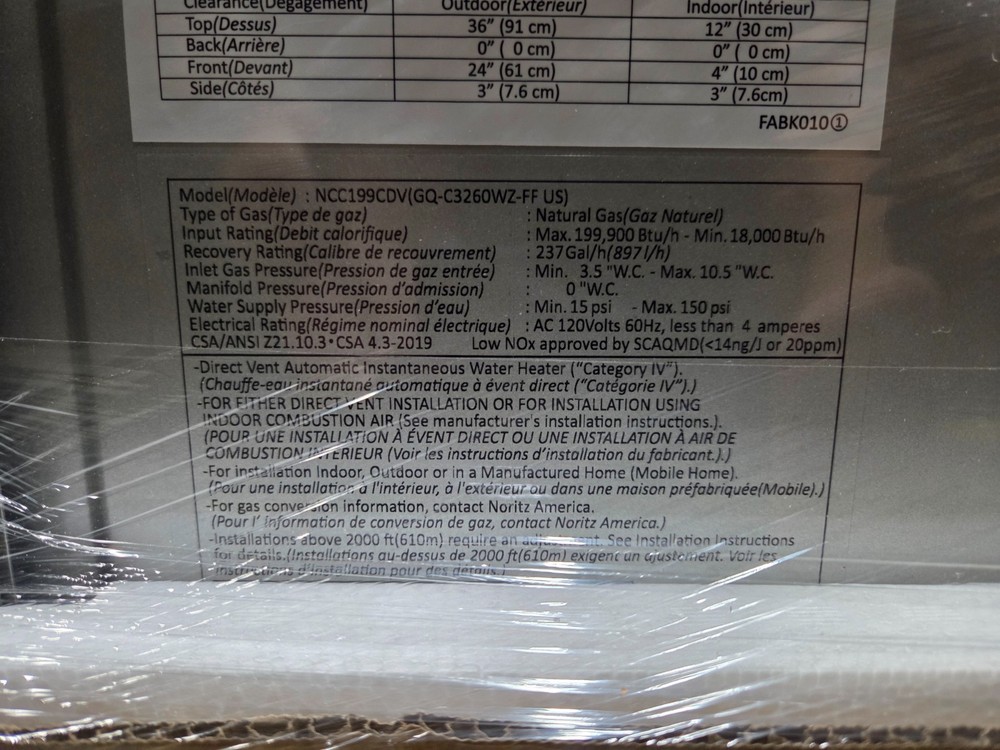 Clearance(Dégagement) Outdoor(Extérieur) Indoor(Intérieur)
Top(Dessus) 36” (91 cm) 12” (30 cm)
Back(Arrière) 0” ( 0 cm) 0” ( 0 cm)
Front(Devant) 24” (61 cm) 4” (10 cm)
Side(Côtés) 3” (7.6 cm) 3” (7.6cm)
FABK010①
Model(Modèle) : NCC199CDV(GQ-C3260WZ-FF US)
Type of Gas(Type de gaz) : Natural Gas(Gaz Naturel)
Input Rating(Debit calorifique) : Max. 199,900 Btu/h - Min. 18,000 Btu/h
Recovery Rating(Calibre de recouvrement) : 237 Gal/h(897 l/h)
Inlet Gas Pressure(Pression de gaz entrée) : Min. 3.5 "W.C. - Max. 10.5 "W.C.
Manifold Pressure(Pression d’admission) : 0 "W.C.
Water Supply Pressure(Pression d’eau) : Min. 15 psi - Max. 150 psi
Electrical Rating(Régime nominal électrique) : AC 120Volts 60Hz, less than 4 amperes
CSA/ANSI Z21.10.3・CSA 4.3-2019 Low NOx approved by SCAQMD(<14ng/J or 20ppm)
-Direct Vent Automatic Instantaneous Water Heater (“Category IV”).
(Chauffe-eau instantané automatique à évent direct (“Catégorie IV”).)
-FOR EITHER DIRECT VENT INSTALLATION OR FOR INSTALLATION USING
INDOOR COMBUSTION AIR (See manufacturer’s installation instructions.).
(POUR UNE INSTALLATION À ÉVENT DIRECT OU UNE INSTALLATION À AIR DE
COMBUSTION INTERIEUR (Voir les instructions d’installation du fabricant.).)
-For installation Indoor, Outdoor or in a Manufactured Home (Mobile Home).
(Pour une installation à l’intérieur, à l’extérieur ou dans une maison préfabriquée(Mobile).)
-For gas conversion information, contact Noritz America.
(Pour l’ information de conversion de gaz, contact Noritz America.)
-Installations above 2000 ft(610m) require an adjustment. See Installation Instructions
for details.(Installations au-dessus de 2000 ft(610m) exigent un ajustement. Voir les
instructions d’installation pour des détails.)